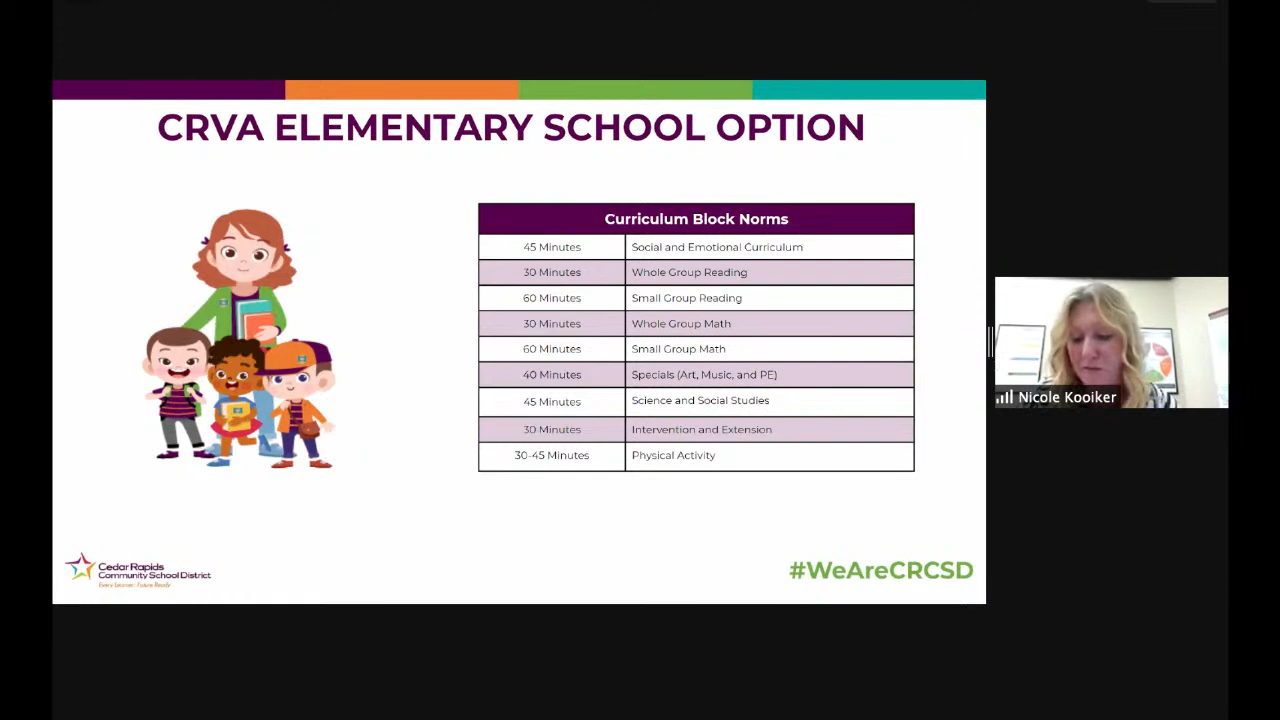 CRVA ELEMENTARY SCHOOL OPTION
Curriculum Block Norms
45 Minutes Social and Emotional Curriculum
30 Minutes Whole Group Reading
60 Minutes Small Group Reading
30 Minutes Whole Group Math
60 Minutes Small Group Math
40 Minutes Specials (Art, Music, and PE)
45 Minutes Science and Social Studies
30 Minutes Intervention and Extension
30-45 Minutes Physical Activity
Nicole Kooiker
Cedar Rapids
Community School District
Every Learner. Future Ready.
#WeAreCRCSD